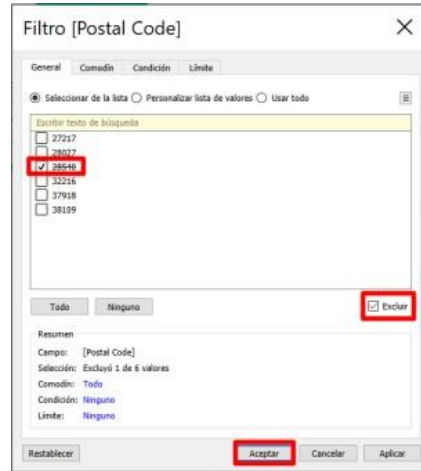 Filtro [Postal Code]
General Comodín Condición Límite
Seleccionar de la lista Personalizar lista de valores Usar todo
Escribir texto de búsqueda
27217
28027
28540
32216
37918
38109
Todo Ninguno Excluir
Resumen
Campo: [Postal Code]
Selección: Excluyó 1 de 6 valores
Comodín: Todo
Condición: Ninguno
Límite: Ninguno
Restablecer Aceptar Cancelar Aplicar